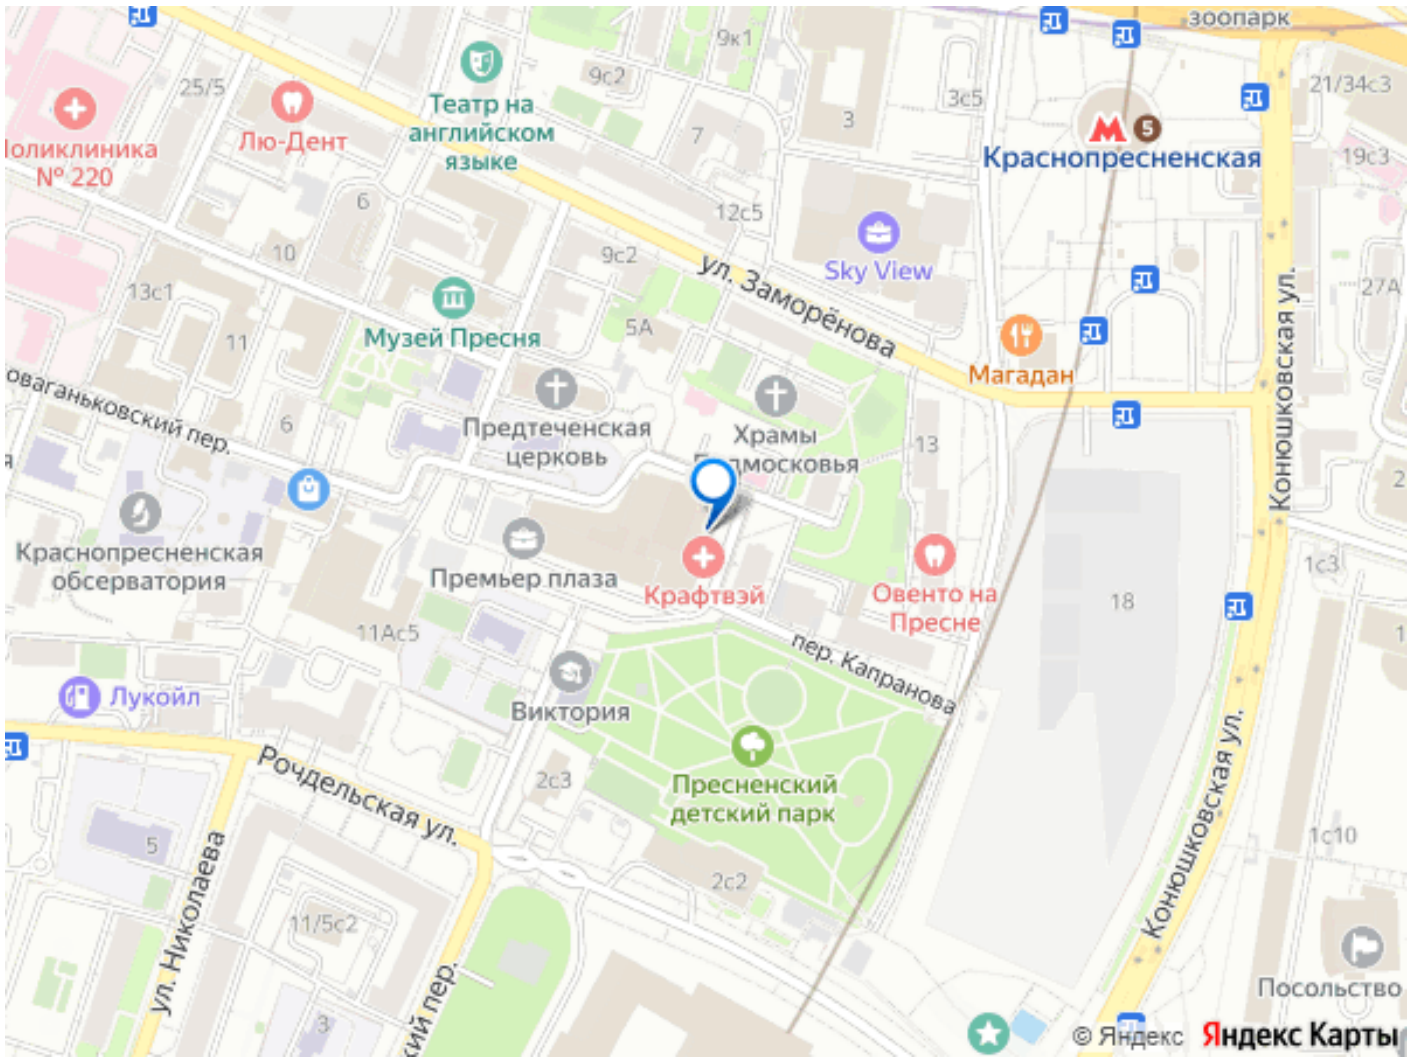 зоопарк
9к1
9с2
25/5
Театр на
английском
языке
Лю-Дент
7
3
3с5
21/34с3
5
Краснопресненская
19с3
№ 220
6
12с5
10
9с2
Sky View
13с1
ул. Заморёнова
27А
Конюшковская ул.
5А
Музей Пресня
11
Магадан
6
Предтеченская
церковь
Храмы
13
пер.
Краснопресненская
обсерватория
Премьер плаза
Крафтвэй
Овенто на
Пресне
18
1с3
2
1
11Ас5
пер. Капранова
Лукойл
Виктория
Рочдельская ул.
2с3
Пресненский
детский парк
Конюшковская ул.
5
ул. Николаева
2с2
1с10
11/5с2
3
пер.
Посольство
© Яндекс Яндекс Карты